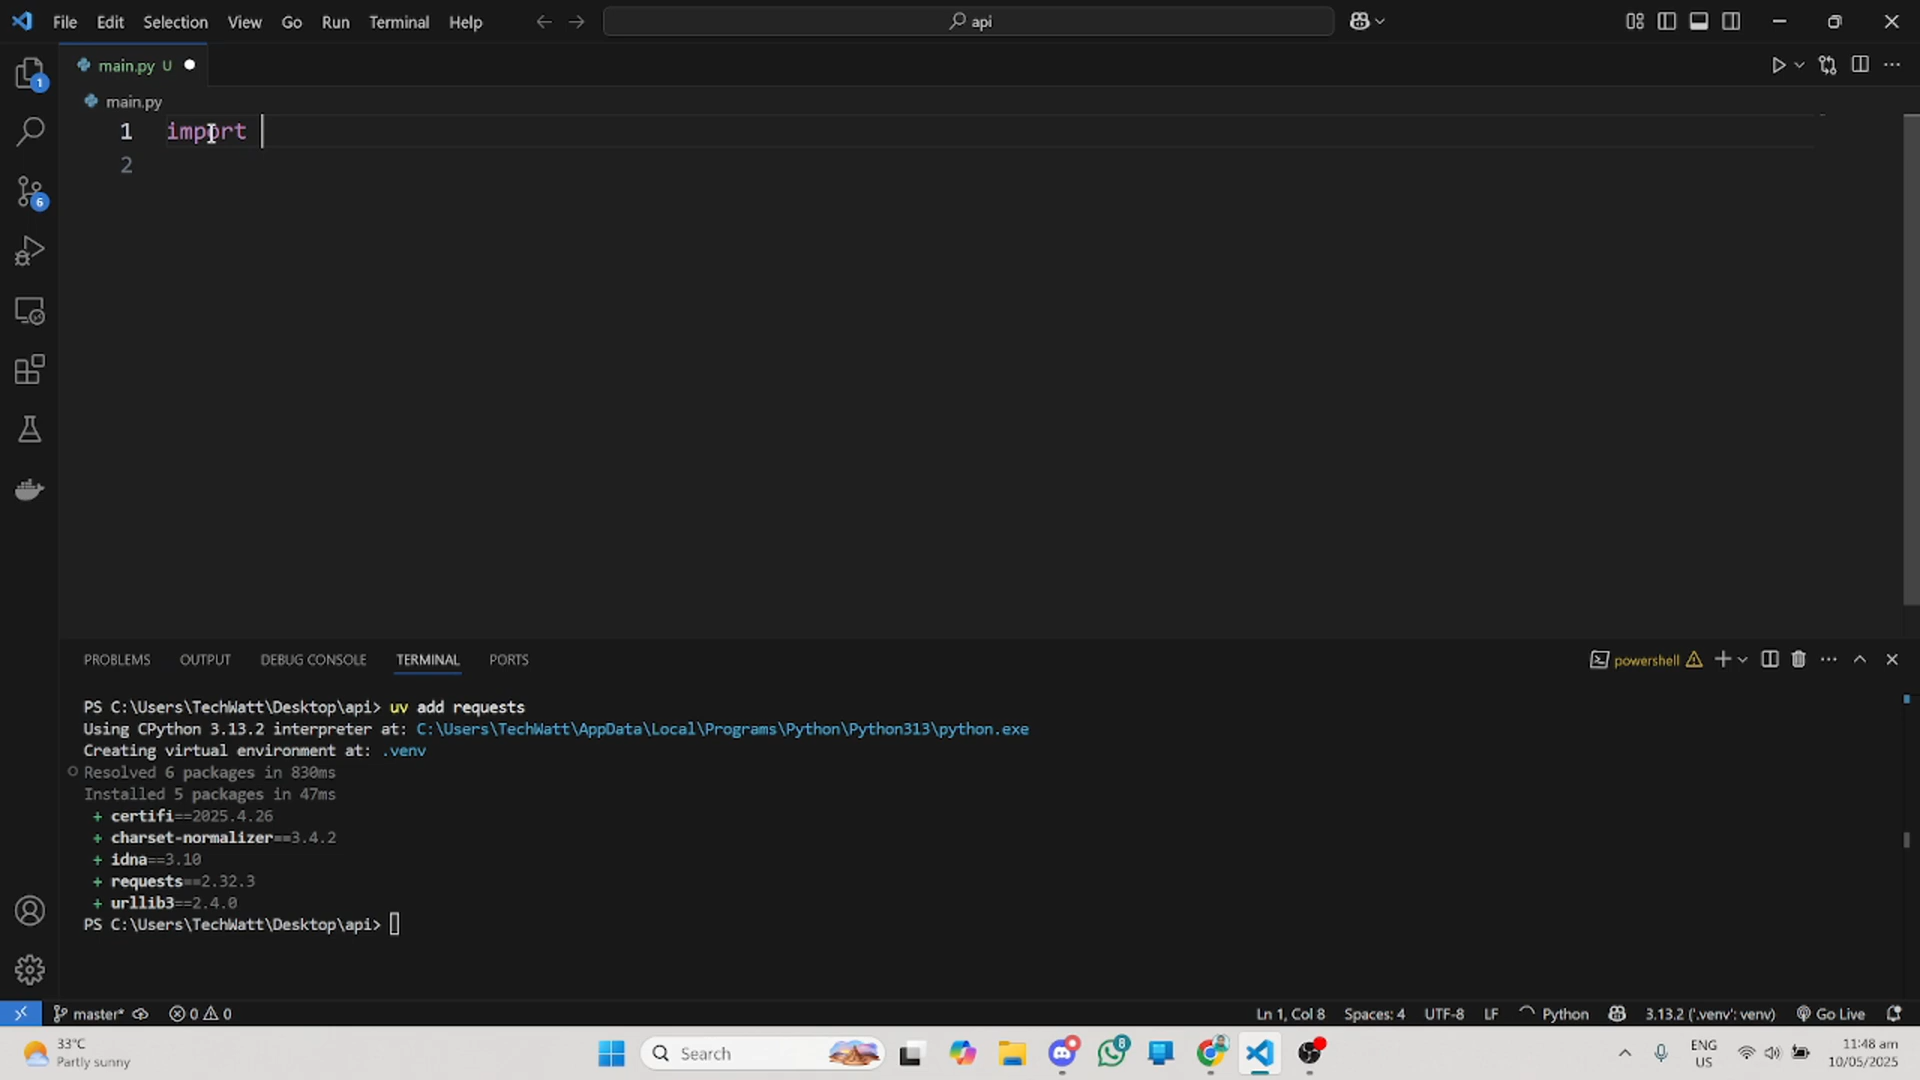 File Edit Selection View Go Run Terminal Help
api
main.py U
main.py
1 import
2
1
6
PROBLEMS OUTPUT DEBUG CONSOLE TERMINAL PORTS
powershell
PS C:\Users\TechWatt\Desktop\api> uv add requests
Using CPython 3.13.2 interpreter at: C:\Users\TechWatt\AppData\Local\Programs\Python\Python313\python.exe
Creating virtual environment at: .venv
Resolved 6 packages in 830ms
Installed 5 packages in 47ms
+ certifi==2025.4.26
+ charset-normalizer==3.4.2
+ idna==3.10
+ requests==2.32.3
+ urllib3==2.4.0
PS C:\Users\TechWatt\Desktop\api>
master* 0 0 Ln 1, Col 8 Spaces: 4 UTF-8 LF Python 3.13.2 ('.venv': venv) Go Live
33°C
Partly sunny
Search
8
ENG
US
11:48 am
10/05/2025